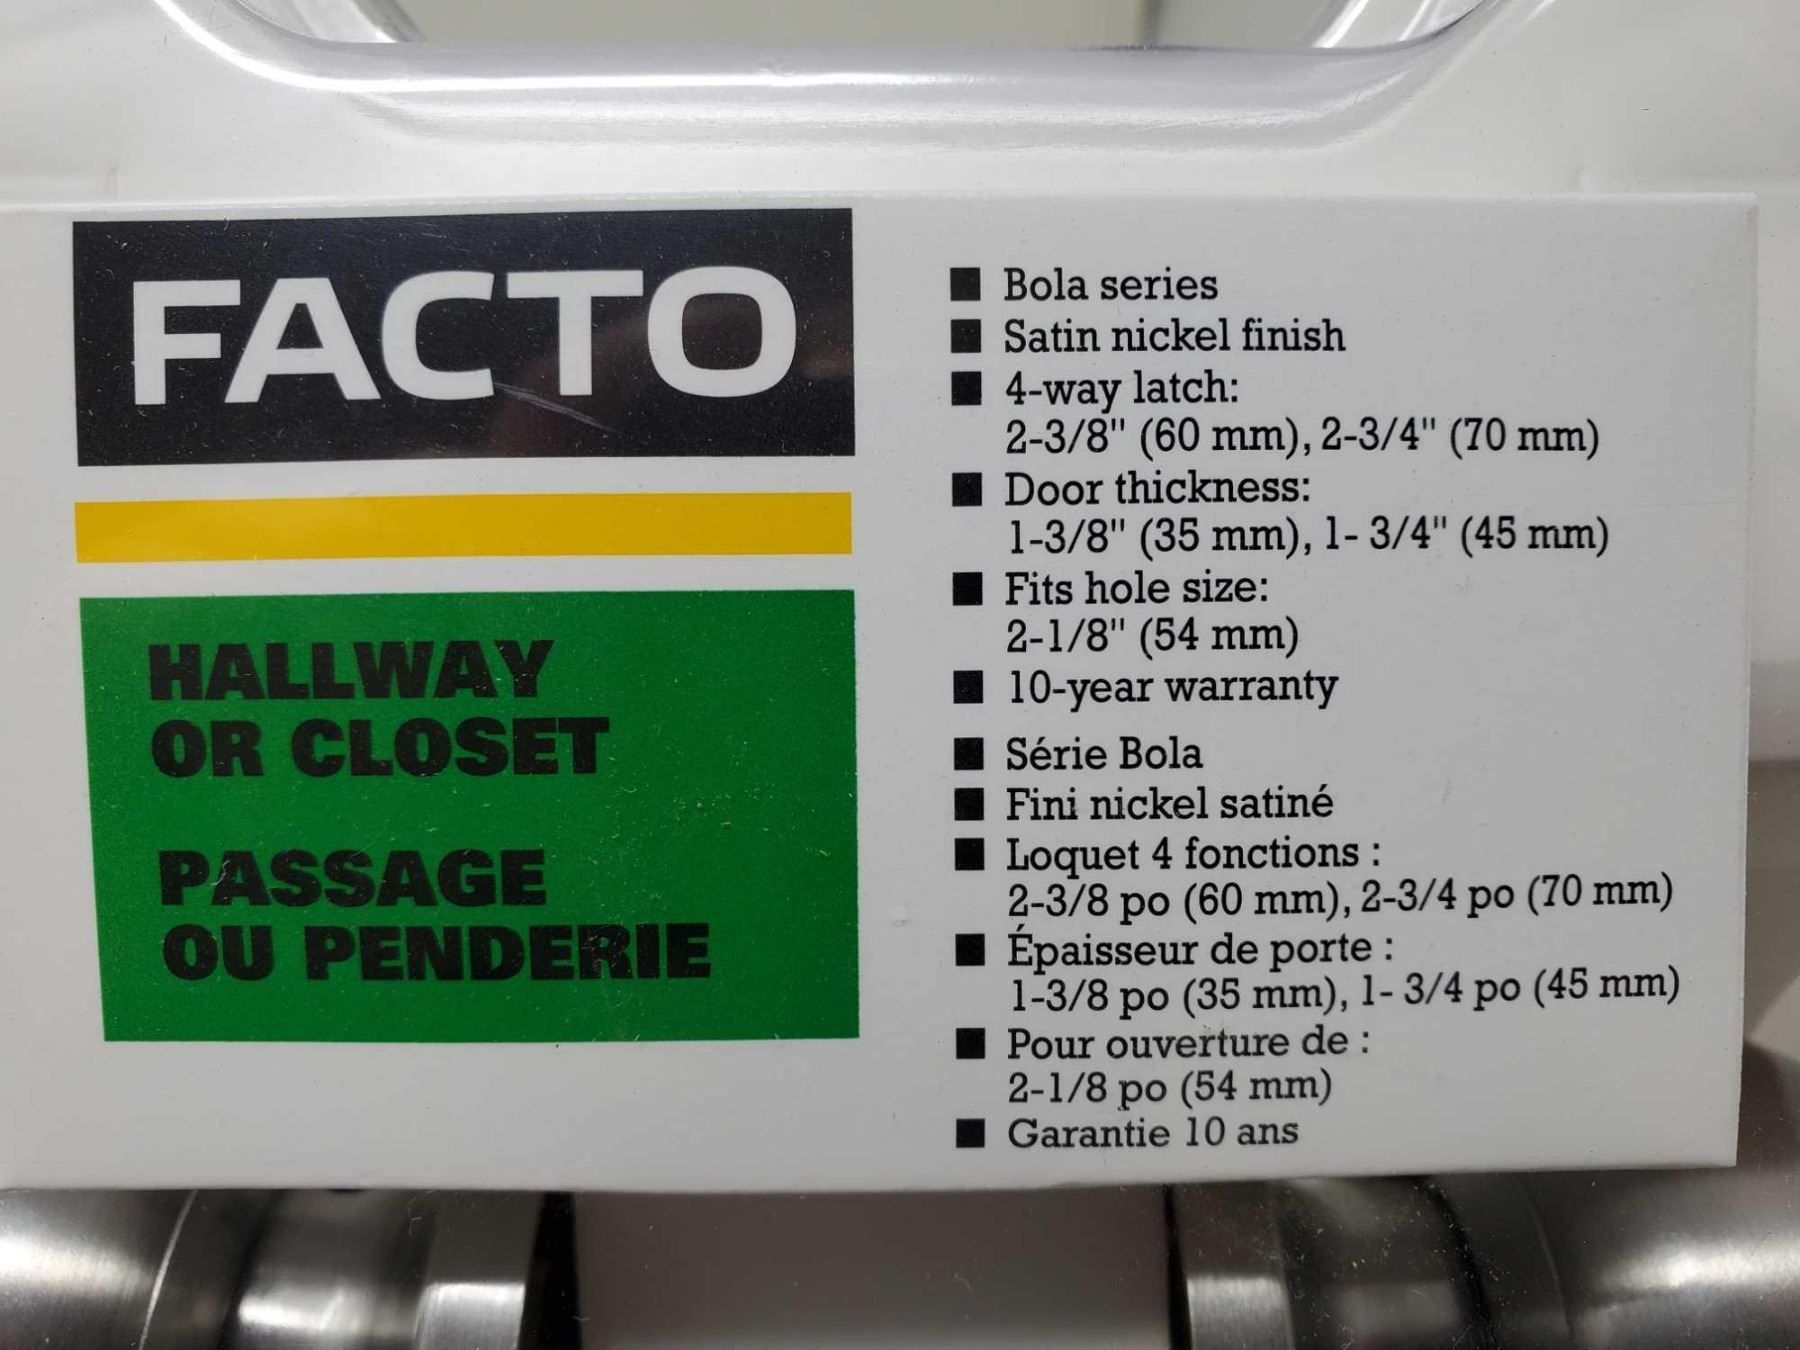 FACTO
HALLWAY
OR CLOSET
PASSAGE
OU PENDERIE
■ Bola series
■ Satin nickel finish
■ 4-way latch:
2-3/8" (60 mm), 2-3/4" (70 mm)
■ Door thickness:
1-3/8" (35 mm), 1- 3/4" (45 mm)
■ Fits hole size:
2-1/8" (54 mm)
■ 10-year warranty
■ Série Bola
■ Fini nickel satiné
■ Loquet 4 fonctions :
2-3/8 po (60 mm), 2-3/4 po (70 mm)
■ Épaisseur de porte :
1-3/8 po (35 mm), 1- 3/4 po (45 mm)
■ Pour ouverture de :
2-1/8 po (54 mm)
■ Garantie 10 ans